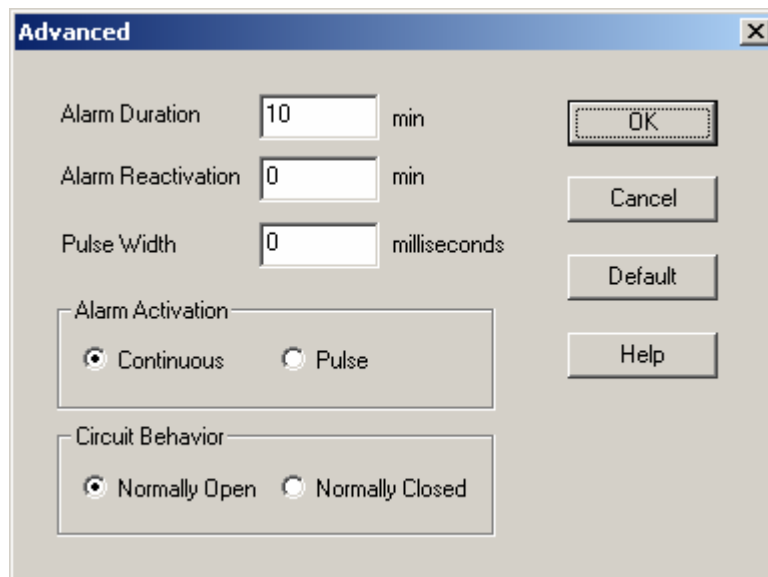 Advanced
Alarm Duration 10 min
Alarm Reactivation 0 min
Pulse Width 0 milliseconds
Alarm Activation
Continuous Pulse
Circuit Behavior
Normally Open Normally Closed
OK
Cancel
Default
Help